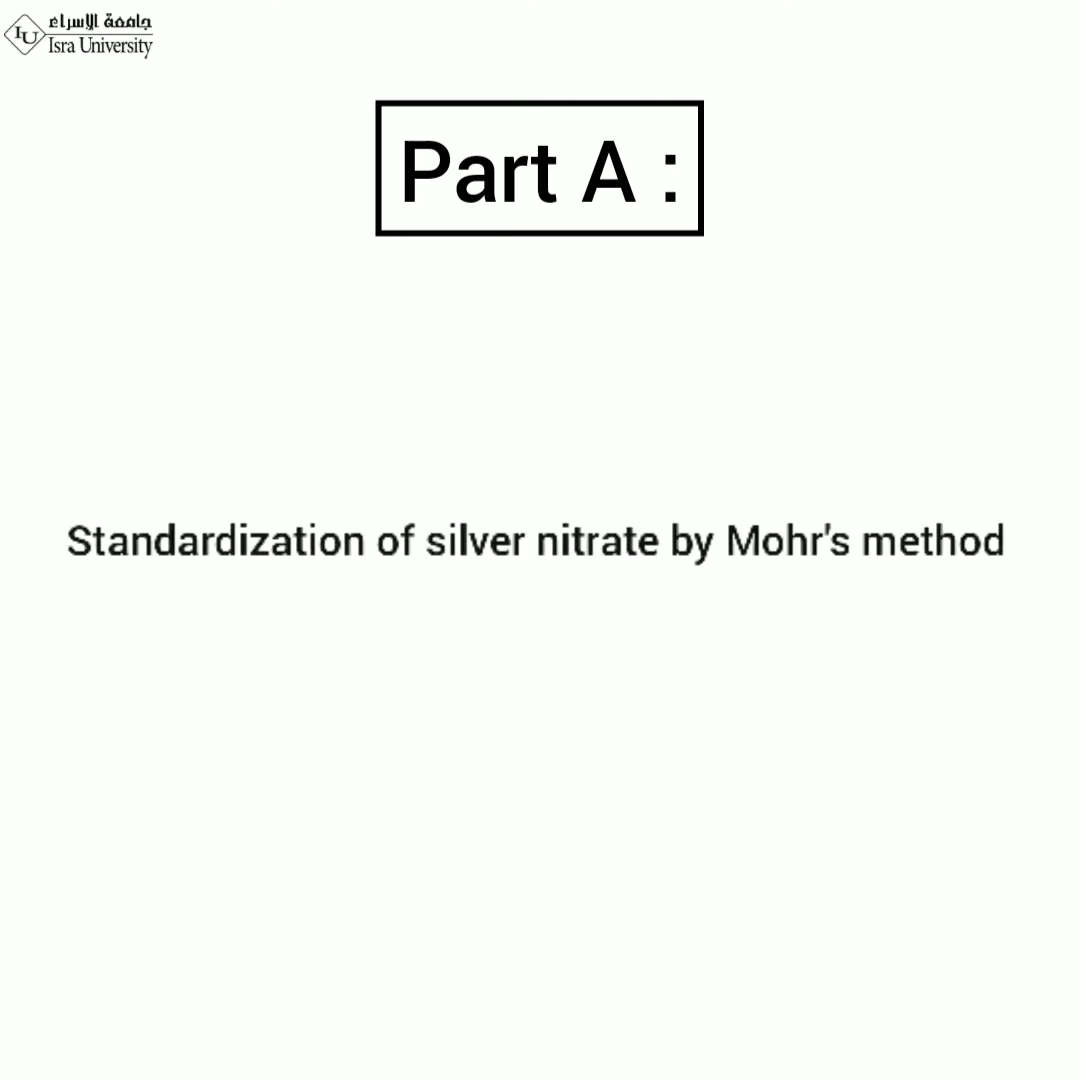 جامعة الإسراء
IU
Isra University
Part A :
Standardization of silver nitrate by Mohr's method